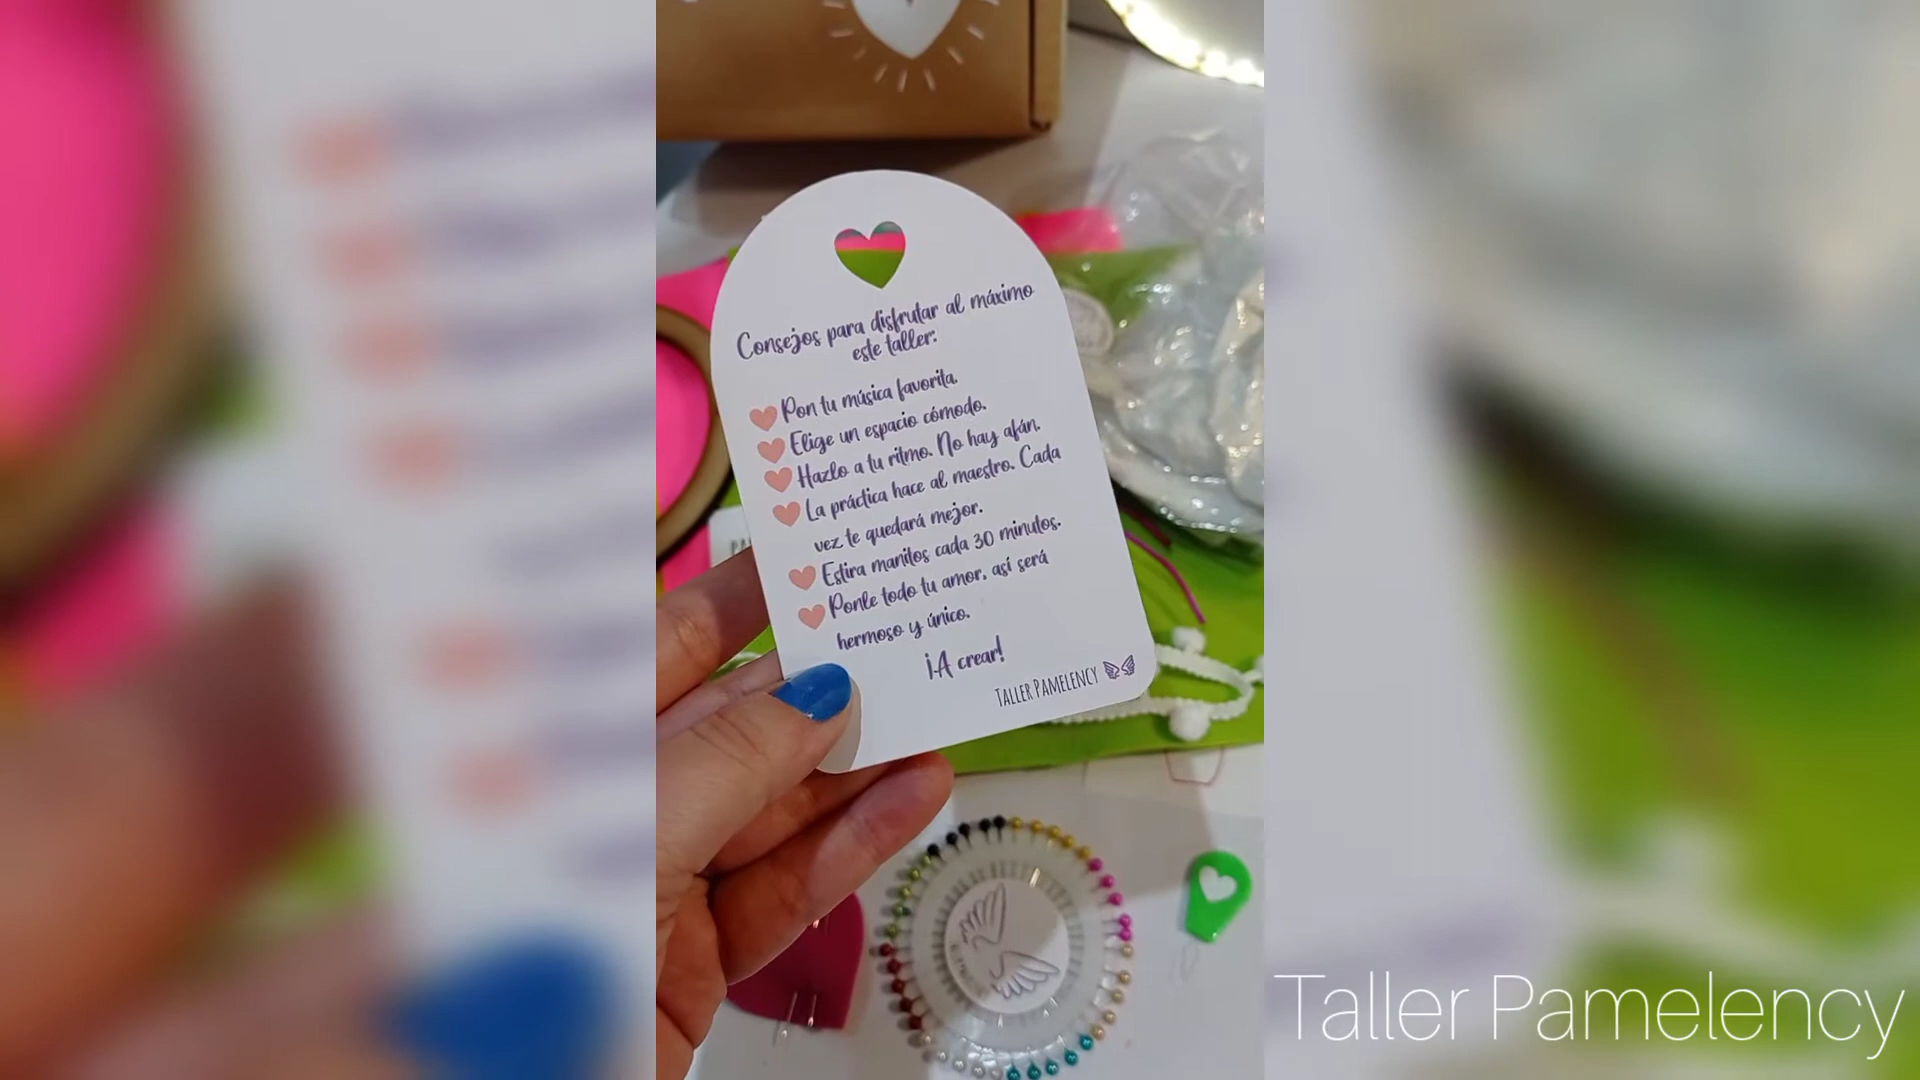 Consejos para disfrutar al máximo
este taller:
Pon tu música favorita.
Elige un espacio cómodo.
Hazlo a tu ritmo. No hay afán.
La práctica hace al maestro. Cada
vez te quedará mejor.
Estira manitos cada 30 minutos.
Ponle todo tu amor, así será
hermoso y único.
¡A crear!
TALLER PAMELENCY
Taller Pamelency